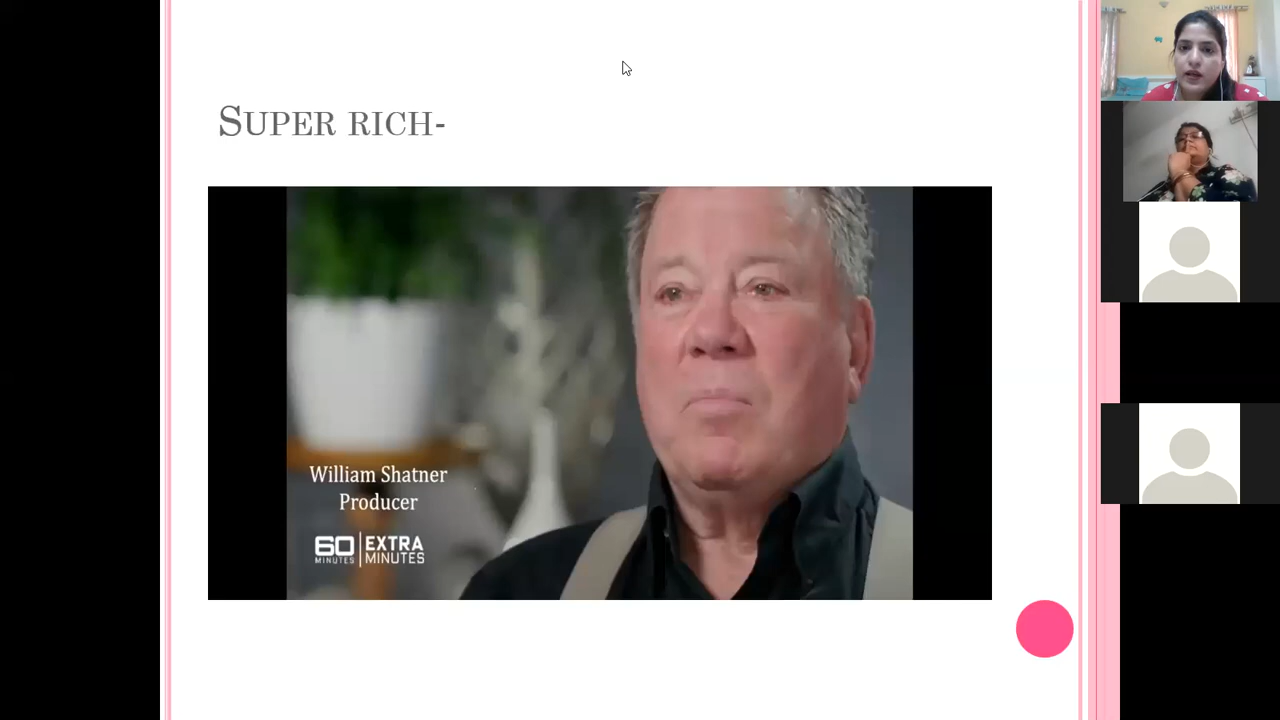 SUPER RICH-
William Shatner
Producer
60 MINUTES | EXTRA MINUTES